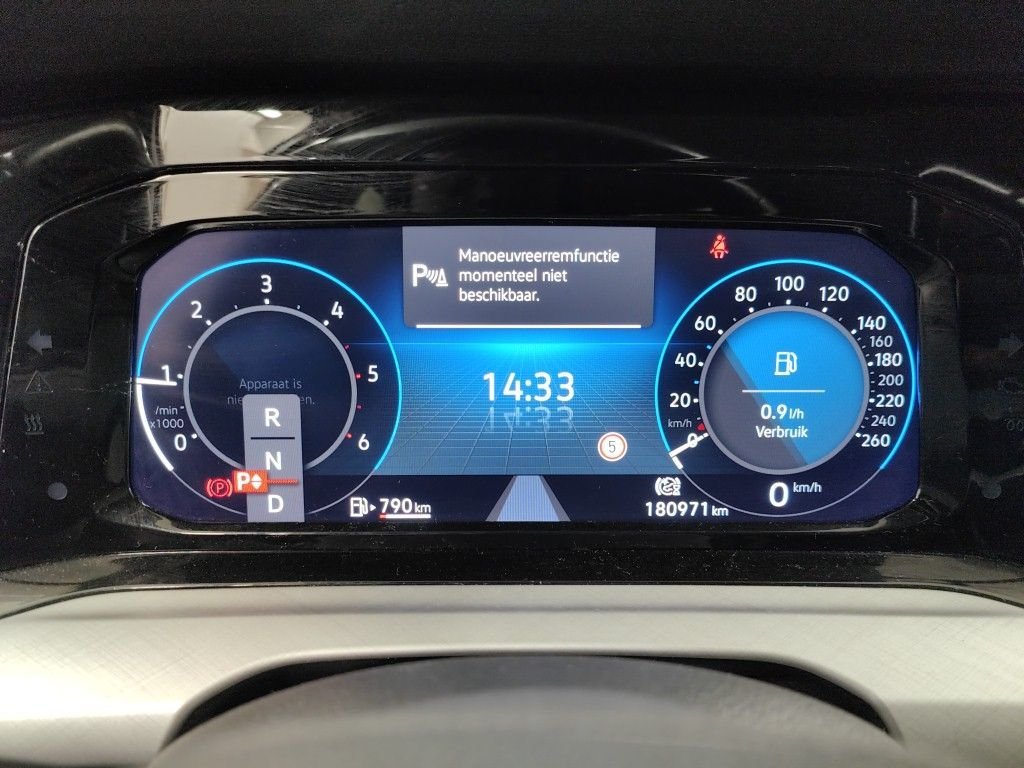 Manoeuvreerremfunctie
momenteel niet
beschikbaar.
P
3
2
4
1
5
/min
x1000
0
6
Apparaat is
R
N
P
D
(P)
790 km
14:33
5
100
80
120
60
140
160
40
180
200
20
220
km/h
240
0
260
0.9 l/h
Verbruik
0 km/h
180971 km